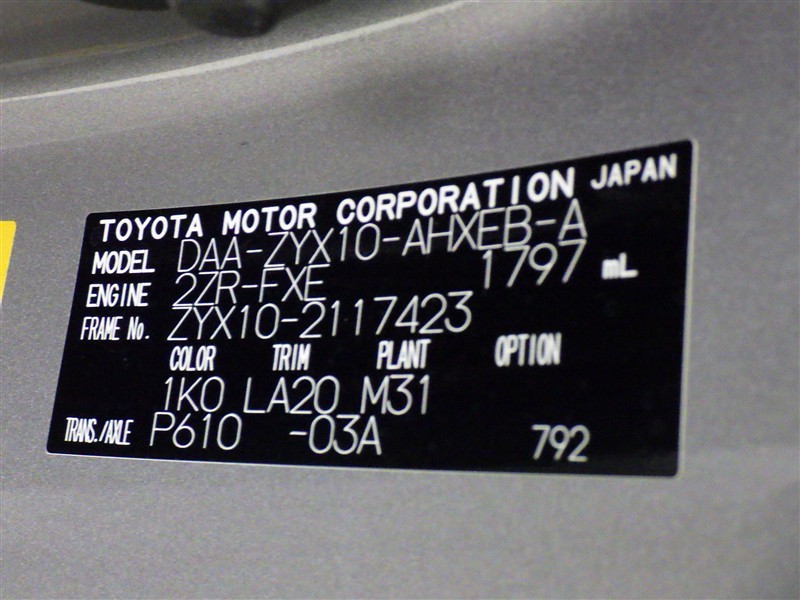 TOYOTA MOTOR CORPORATION JAPAN
MODEL DAA-ZYX10-AHXEB-A
ENGINE 2ZR-FXE 1797 mL
FRAME No. ZYX10-2117423
COLOR TRIM PLANT OPTION
1K0 LA20 M31
TRANS./AXLE P610 -03A 792